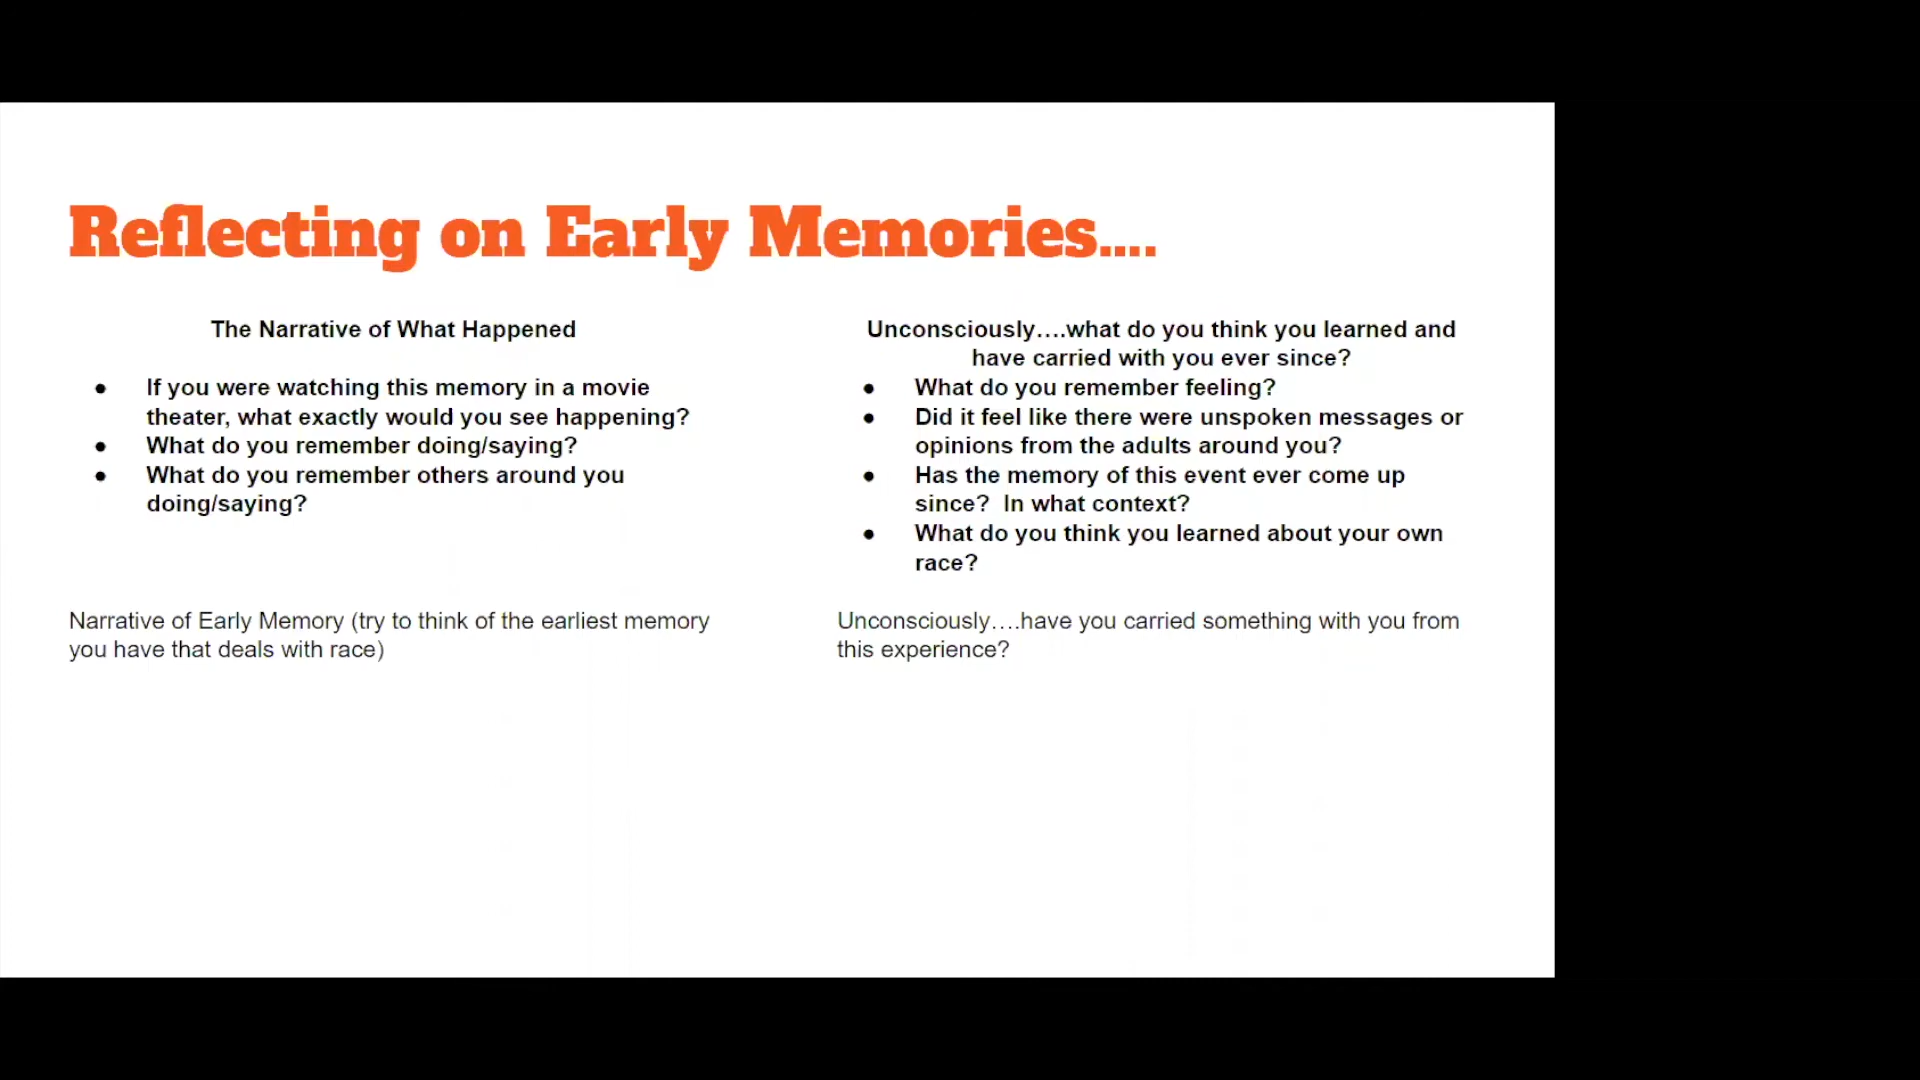 Reflecting on Early Memories....
The Narrative of What Happened
● If you were watching this memory in a movie
theater, what exactly would you see happening?
● What do you remember doing/saying?
● What do you remember others around you
doing/saying?
Narrative of Early Memory (try to think of the earliest memory
you have that deals with race)
Unconsciously….what do you think you learned and
have carried with you ever since?
● What do you remember feeling?
● Did it feel like there were unspoken messages or
opinions from the adults around you?
● Has the memory of this event ever come up
since?  In what context?
● What do you think you learned about your own
race?
Unconsciously….have you carried something with you from
this experience?